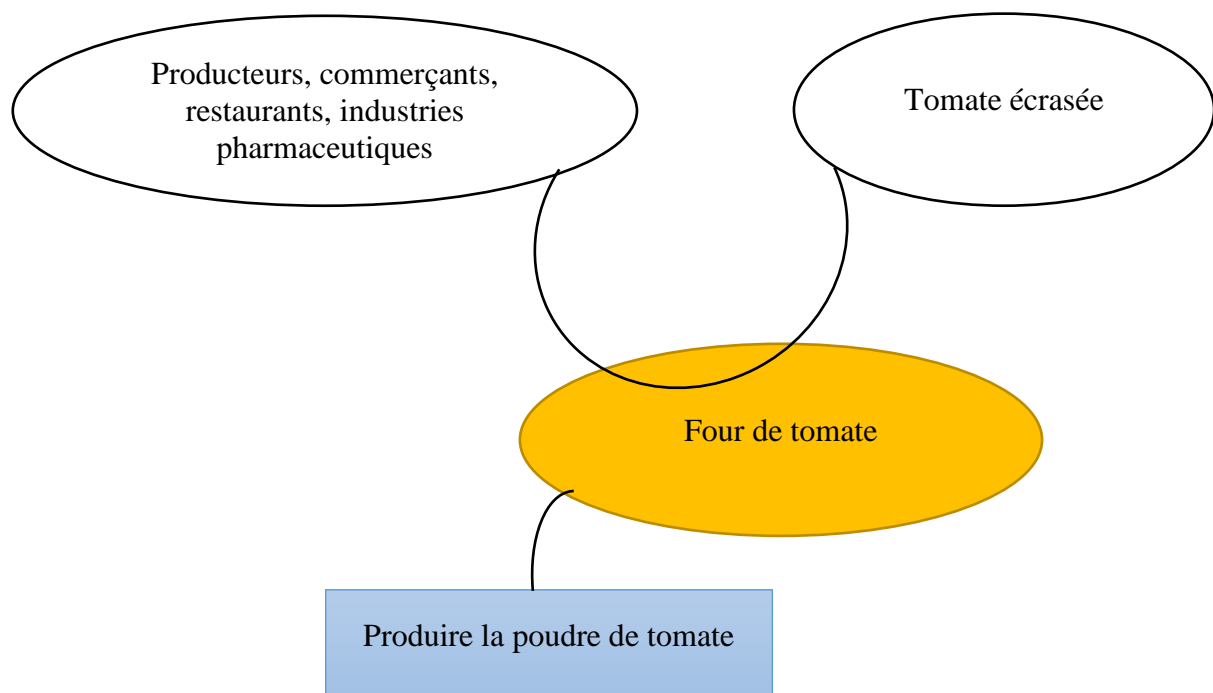 Producteurs, commerçants,
restaurants, industries
pharmaceutiques
Tomate écrasée
Four de tomate
Produire la poudre de tomate